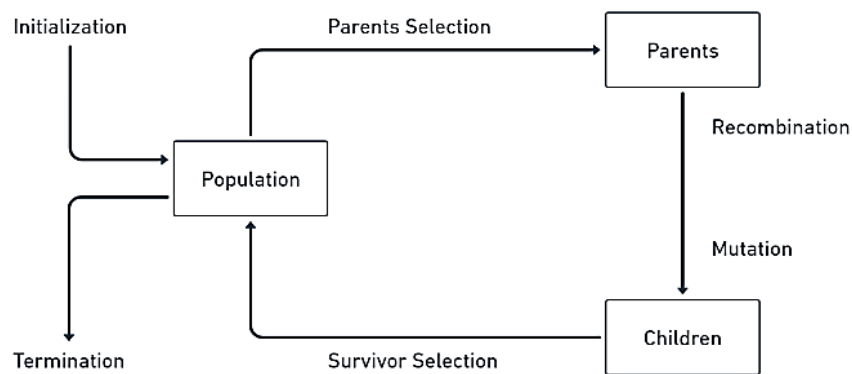 Initialization
Parents Selection
Parents
Recombination
Population
Mutation
Children
Termination
Survivor Selection